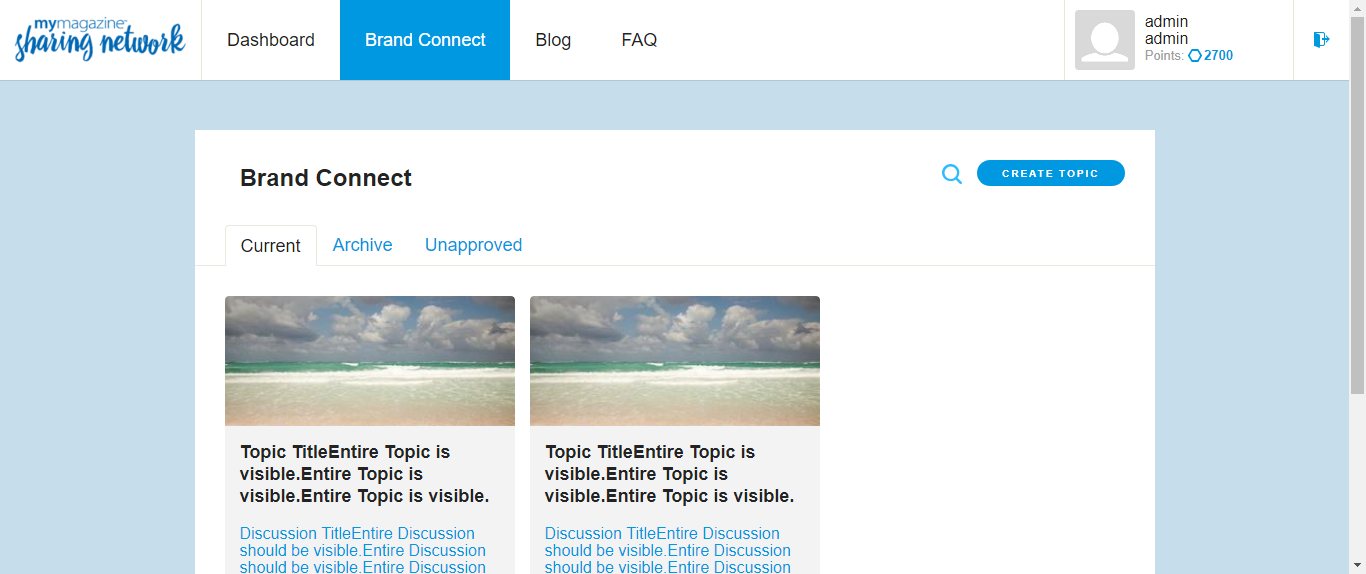 mymagazine™
sharing network
Dashboard
Brand Connect
Blog
FAQ
admin
admin
Points: 2700
Brand Connect
CREATE TOPIC
Current
Archive
Unapproved
Topic TitleEntire Topic is
visible.Entire Topic is
visible.Entire Topic is visible.
Discussion TitleEntire Discussion
should be visible.Entire Discussion
should be visible.Entire Discussion
Topic TitleEntire Topic is
visible.Entire Topic is
visible.Entire Topic is visible.
Discussion TitleEntire Discussion
should be visible.Entire Discussion
should be visible.Entire Discussion